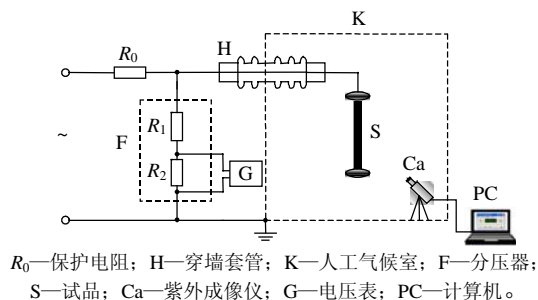 K
R₀
H
R₁
F
S
R₂
G
Ca
~
PC
R₀—保护电阻；H—穿墙套管；K—人工气候室；F—分压器；
S—试品；Ca—紫外成像仪；G—电压表；PC—计算机。